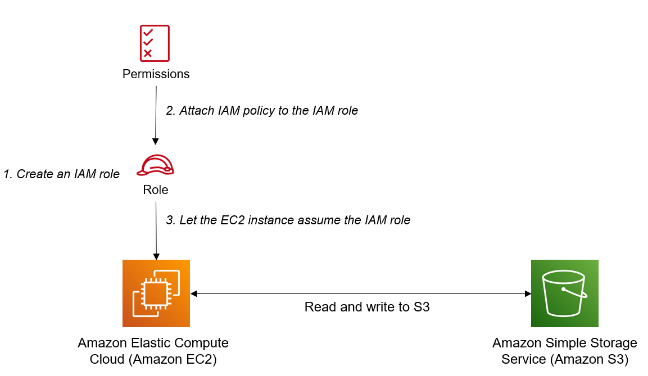 Permissions
2. Attach IAM policy to the IAM role
1. Create an IAM role
Role
3. Let the EC2 instance assume the IAM role
Read and write to S3
Amazon Elastic Compute
Cloud (Amazon EC2)
Amazon Simple Storage
Service (Amazon S3)